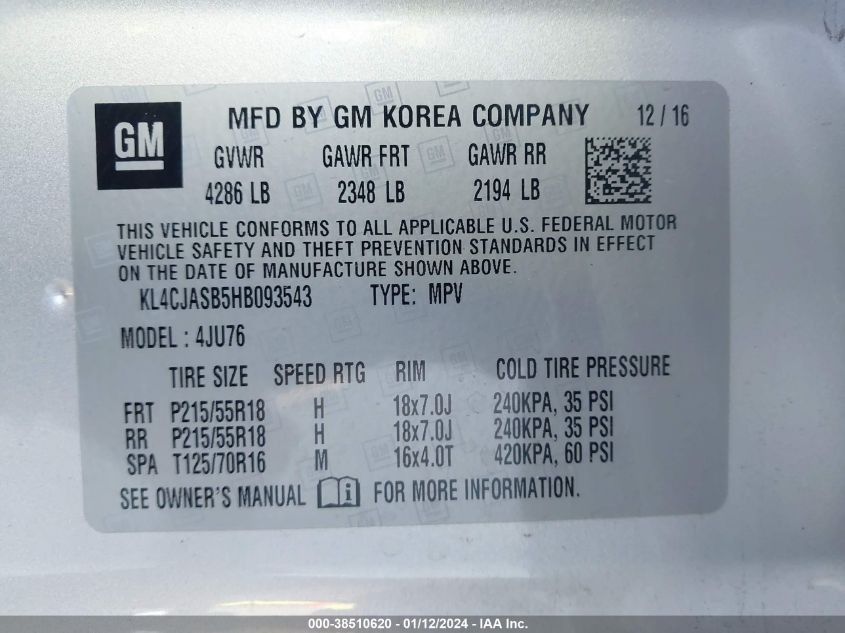 GM
MFD BY GM KOREA COMPANY 12 / 16
GVWR GAWR FRT GAWR RR
4286 LB 2348 LB 2194 LB
THIS VEHICLE CONFORMS TO ALL APPLICABLE U.S. FEDERAL MOTOR
VEHICLE SAFETY AND THEFT PREVENTION STANDARDS IN EFFECT
ON THE DATE OF MANUFACTURE SHOWN ABOVE.
KL4CJASB5HB093543 TYPE: MPV
MODEL : 4JU76
TIRE SIZE SPEED RTG RIM COLD TIRE PRESSURE
FRT P215/55R18 H 18x7.0J 240KPA, 35 PSI
RR P215/55R18 H 18x7.0J 240KPA, 35 PSI
SPA T125/70R16 M 16x4.0T 420KPA, 60 PSI
SEE OWNER'S MANUAL i FOR MORE INFORMATION.
000-38510620 - 01/12/2024 - IAA Inc.